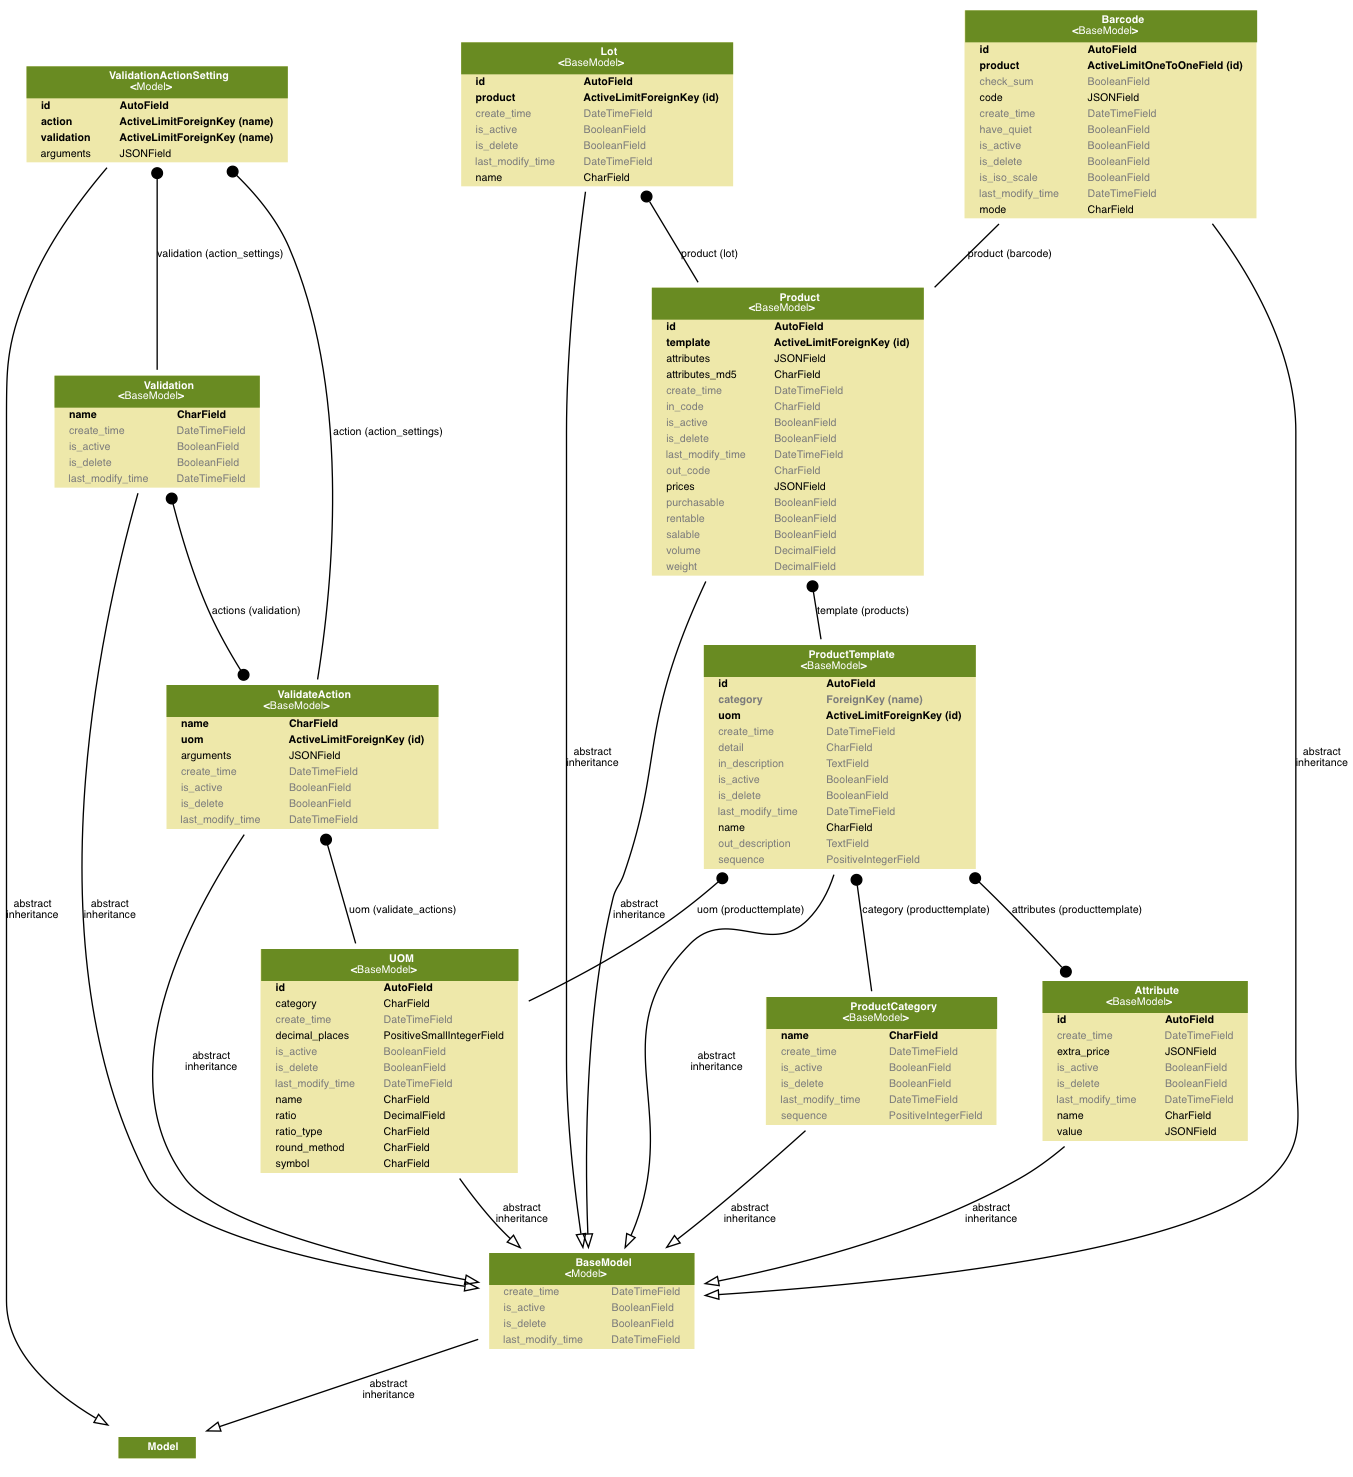 Barcode
<BaseModel>
id AutoField
product ActiveLimitOneToOneField (id)
check_sum BooleanField
code JSONField
create_time DateTimeField
have_quiet BooleanField
is_active BooleanField
is_delete BooleanField
is_iso_scale BooleanField
last_modify_time DateTimeField
mode CharField
Lot
<BaseModel>
id AutoField
product ActiveLimitForeignKey (id)
create_time DateTimeField
is_active BooleanField
is_delete BooleanField
last_modify_time DateTimeField
name CharField
ValidationActionSetting
<Model>
id AutoField
action ActiveLimitForeignKey (name)
validation ActiveLimitForeignKey (name)
arguments JSONField
validation (action_settings)
product (lot)
product (barcode)
Product
<BaseModel>
id AutoField
template ActiveLimitForeignKey (id)
attributes JSONField
attributes_md5 CharField
create_time DateTimeField
in_code CharField
is_active BooleanField
is_delete BooleanField
last_modify_time DateTimeField
out_code CharField
prices JSONField
purchasable BooleanField
rentable BooleanField
salable BooleanField
volume DecimalField
weight DecimalField
Validation
<BaseModel>
name CharField
create_time DateTimeField
is_active BooleanField
is_delete BooleanField
last_modify_time DateTimeField
action (action_settings)
actions (validation)
template (products)
ValidateAction
<BaseModel>
name CharField
uom ActiveLimitForeignKey (id)
arguments JSONField
create_time DateTimeField
is_active BooleanField
is_delete BooleanField
last_modify_time DateTimeField
ProductTemplate
<BaseModel>
id AutoField
category ForeignKey (name)
uom ActiveLimitForeignKey (id)
create_time DateTimeField
detail CharField
in_description TextField
is_active BooleanField
is_delete BooleanField
last_modify_time DateTimeField
name CharField
out_description TextField
sequence PositiveIntegerField
abstract
inheritance
abstract
inheritance
abstract
inheritance
abstract
inheritance
uom (validate_actions)
abstract
inheritance
uom (producttemplate)
category (producttemplate)
attributes (producttemplate)
UOM
<BaseModel>
id AutoField
category CharField
create_time DateTimeField
decimal_places PositiveSmallIntegerField
is_active BooleanField
is_delete BooleanField
last_modify_time DateTimeField
name CharField
ratio DecimalField
ratio_type CharField
round_method CharField
symbol CharField
ProductCategory
<BaseModel>
name CharField
create_time DateTimeField
is_active BooleanField
is_delete BooleanField
last_modify_time DateTimeField
sequence PositiveIntegerField
Attribute
<BaseModel>
id AutoField
create_time DateTimeField
extra_price JSONField
is_active BooleanField
is_delete BooleanField
last_modify_time DateTimeField
name CharField
value JSONField
abstract
inheritance
abstract
inheritance
abstract
inheritance
abstract
inheritance
abstract
inheritance
BaseModel
<Model>
create_time DateTimeField
is_active BooleanField
is_delete BooleanField
last_modify_time DateTimeField
abstract
inheritance
Model